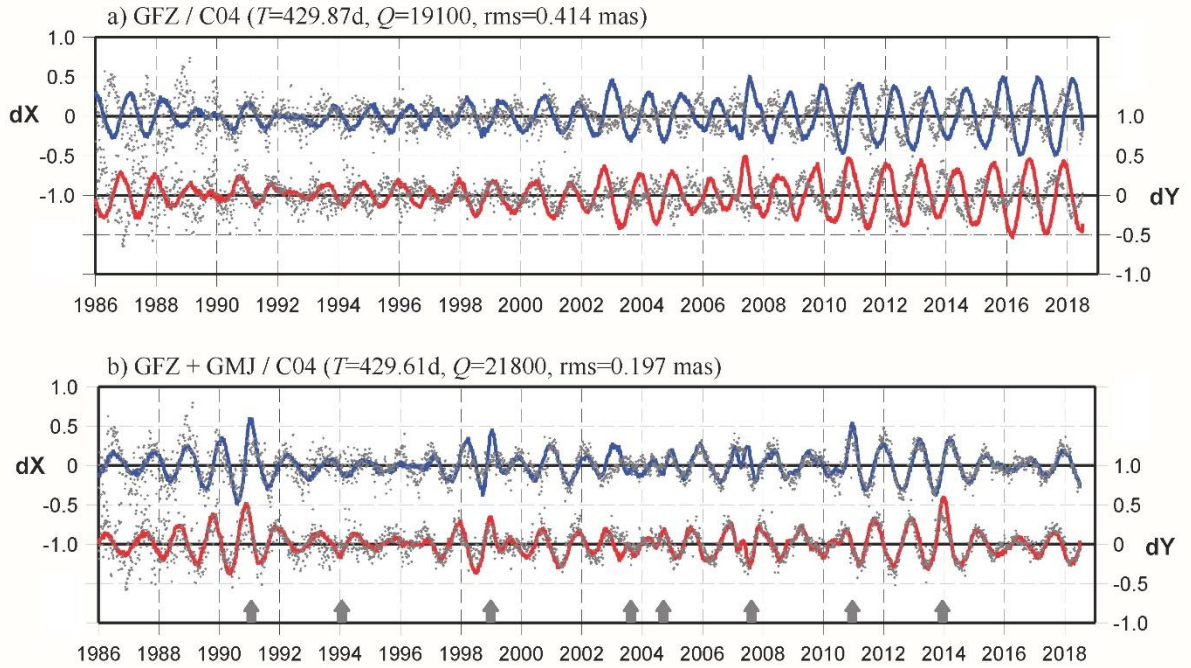 a) GFZ / C04 (T=429.87d, Q=19100, rms=0.414 mas)
1.0
0.5
dX 0 1.0
-0.5 0.5
-1.0 0 dY
-0.5
-1.0
1986 1988 1990 1992 1994 1996 1998 2000 2002 2004 2006 2008 2010 2012 2014 2016 2018
b) GFZ + GMJ / C04 (T=429.61d, Q=21800, rms=0.197 mas)
1.0
0.5
dX 0 1.0
-0.5 0.5
-1.0 0 dY
-0.5
-1.0
1986 1988 1990 1992 1994 1996 1998 2000 2002 2004 2006 2008 2010 2012 2014 2016 2018